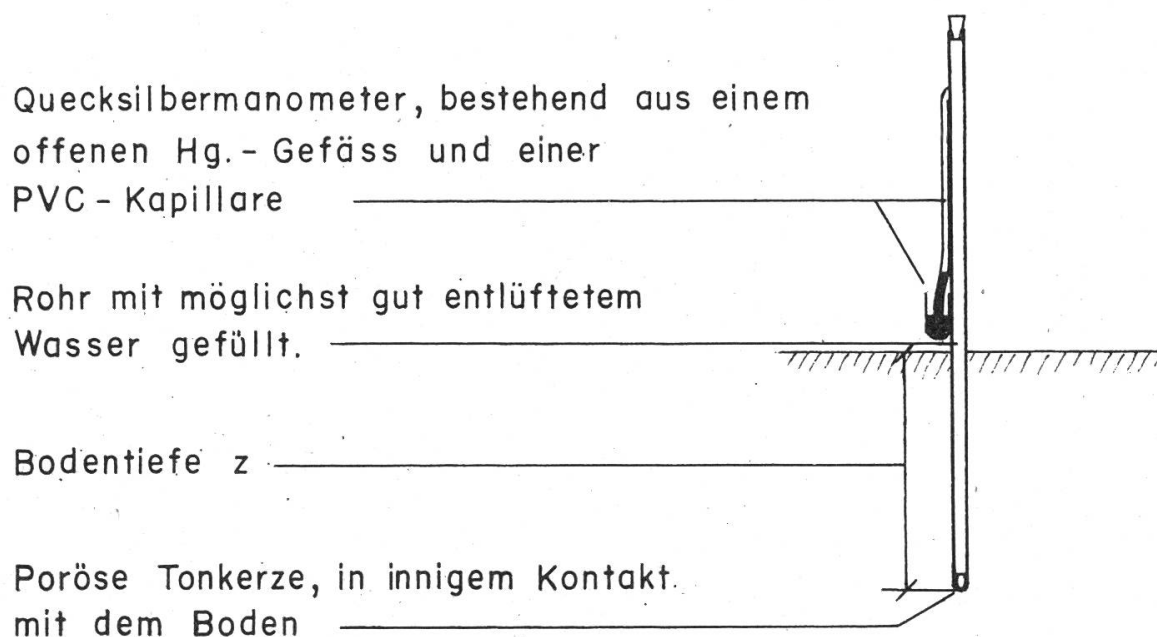 Quecksilbermanometer, bestehend aus einem
offenen Hg.- Gefäss und einer
PVC - Kapillare
Rohr mit möglichst gut entlüftetem
Wasser gefüllt.
Bodentiefe z
Poröse Tonkerze, in innigem Kontakt
mit dem Boden